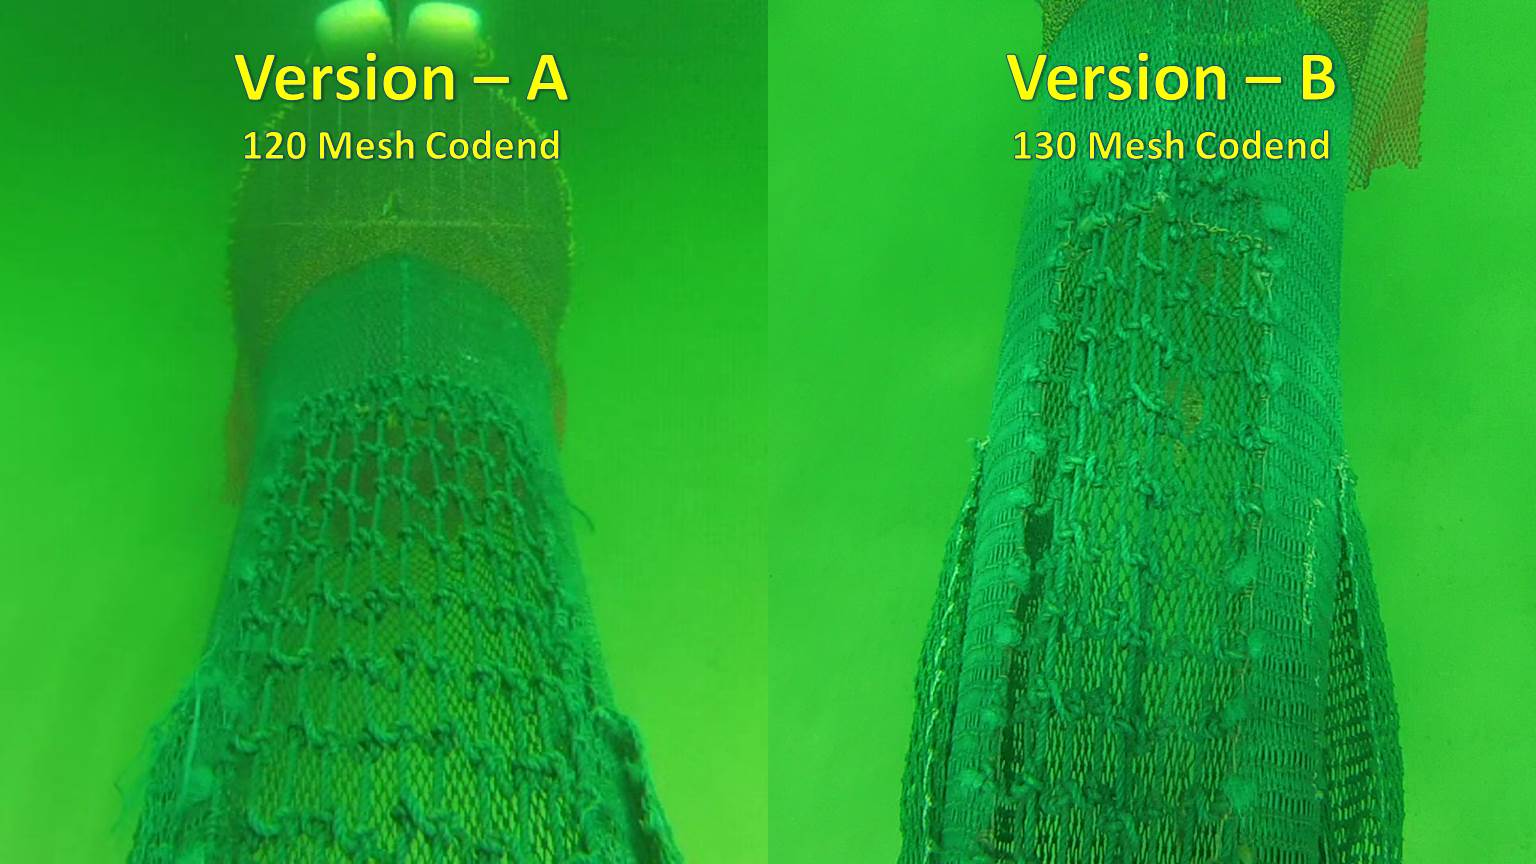 Version – A
120 Mesh Codend
Version – B
130 Mesh Codend